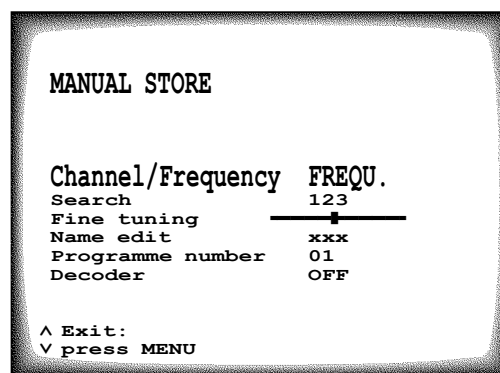 MANUAL STORE
Channel/Frequency FREQU.
Search 123
Fine tuning
Name edit xxx
Programme number 01
Decoder OFF
∧ Exit:
∨ press MENU